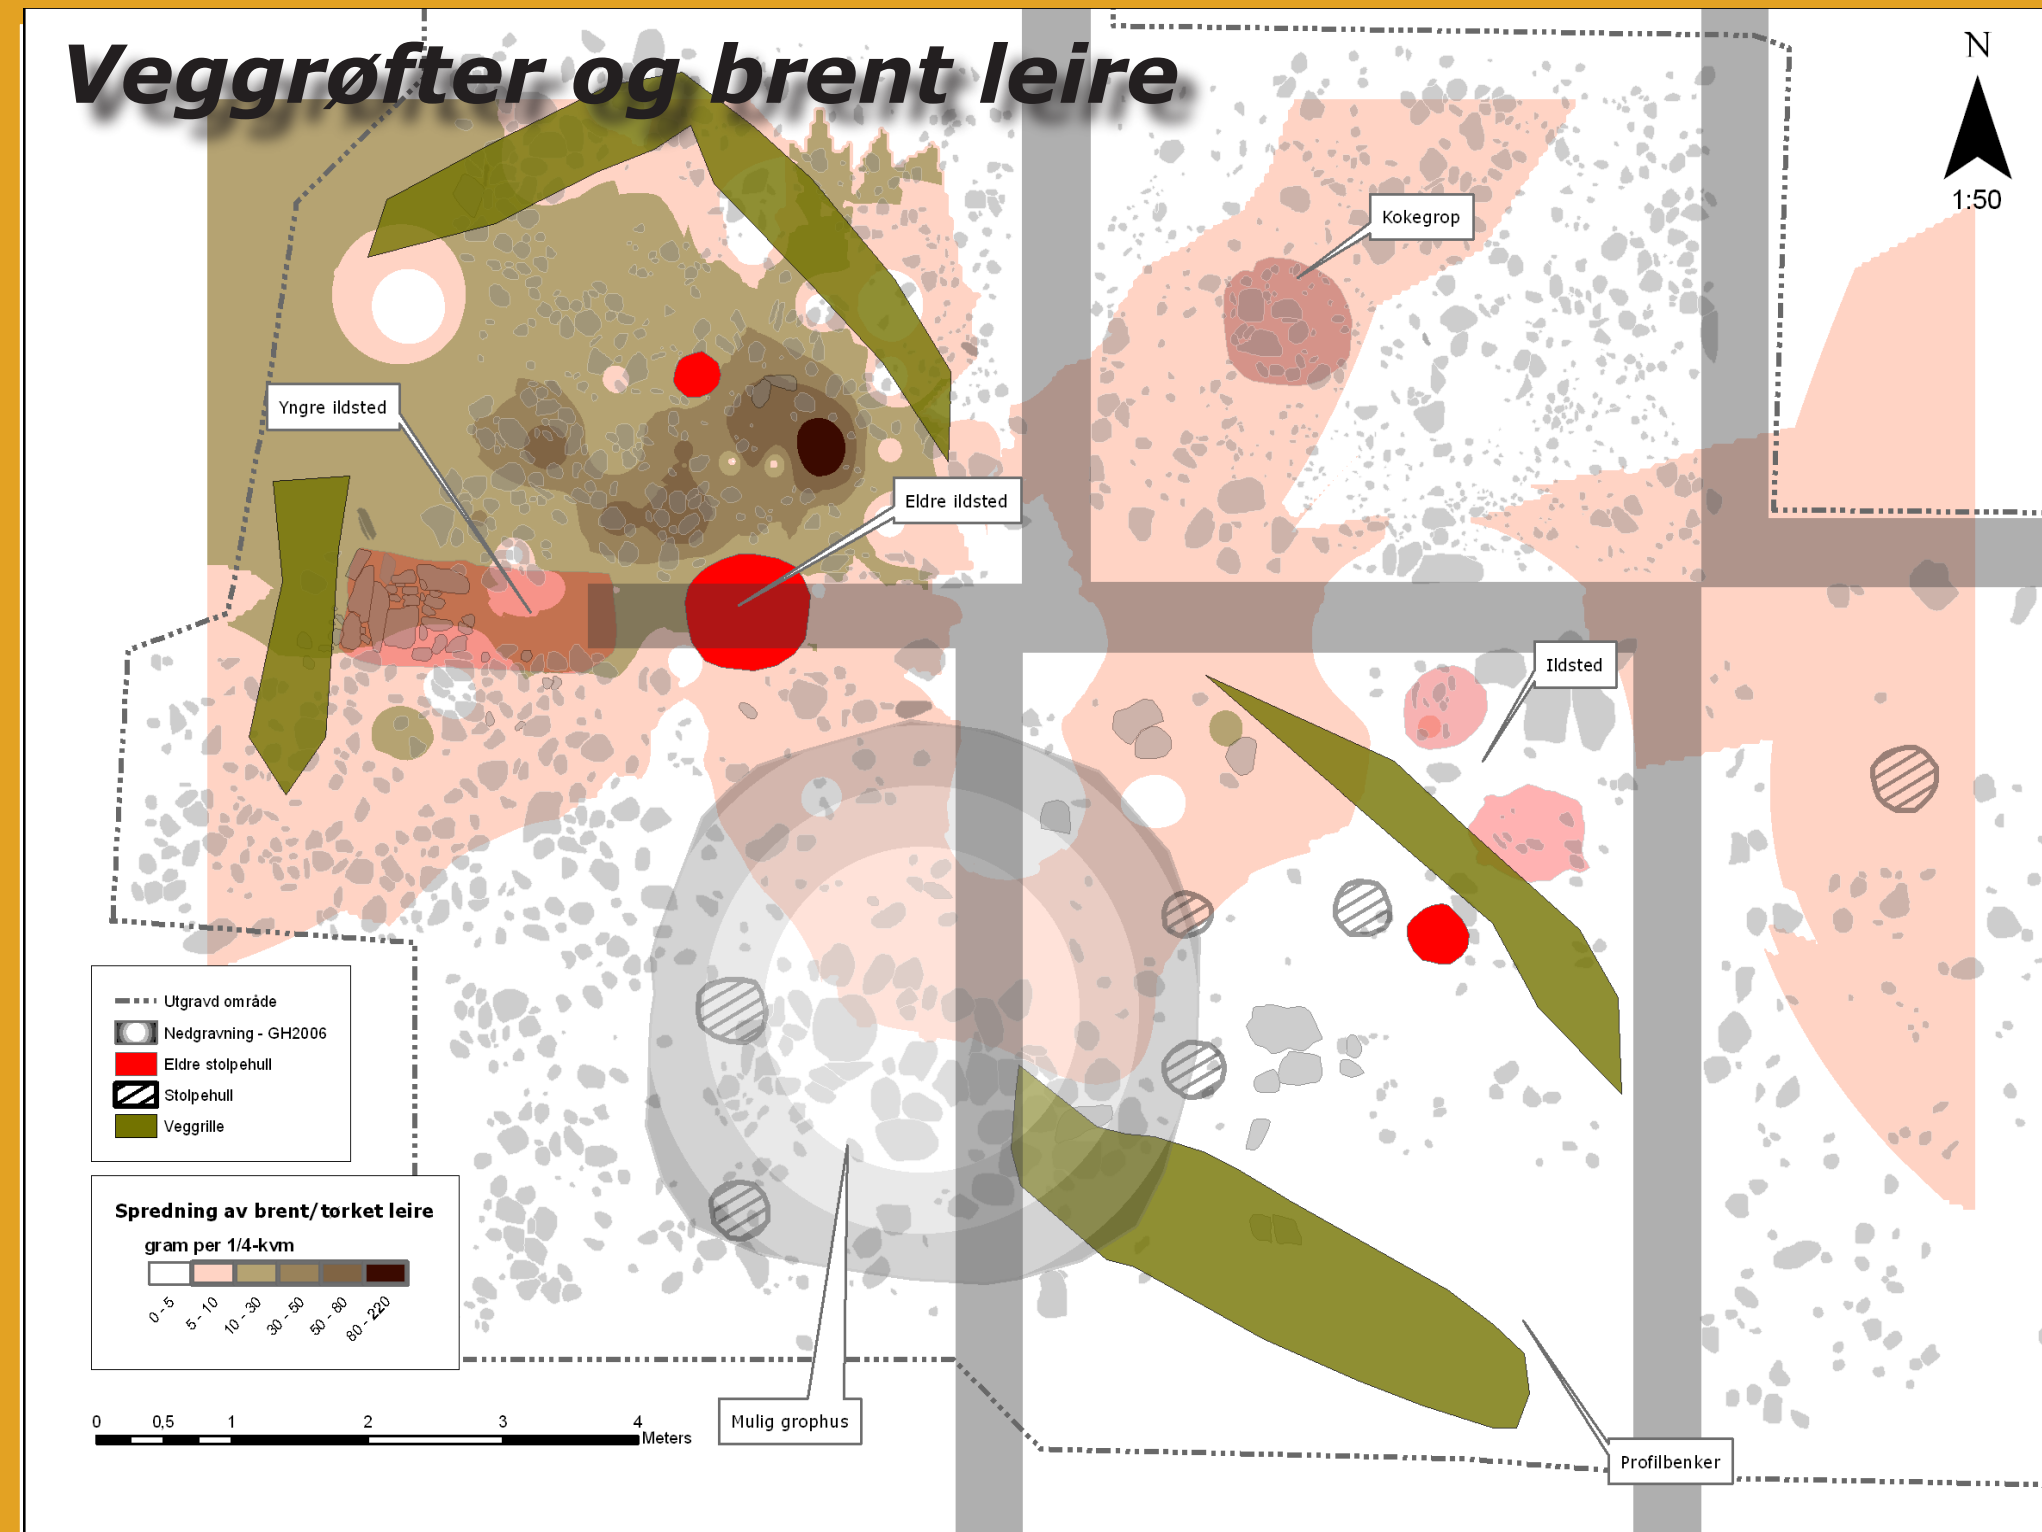 Veggrøfter og brent leire
N
1:50
Kokegrop
Yngre ildsted
Eldre ildsted
Ildsted
Utgravd område
Nedgravning - GH2006
Eldre stolpehull
Stolpehull
Veggrille
Spredning av brent/tørket leire
gram per 1/4-kvm
0 - 5
5 - 10
10 - 30
30 - 50
50 - 80
80 - 220
0 0,5 1 2 3 4
Meters
Mulig grophus
Profilbenker